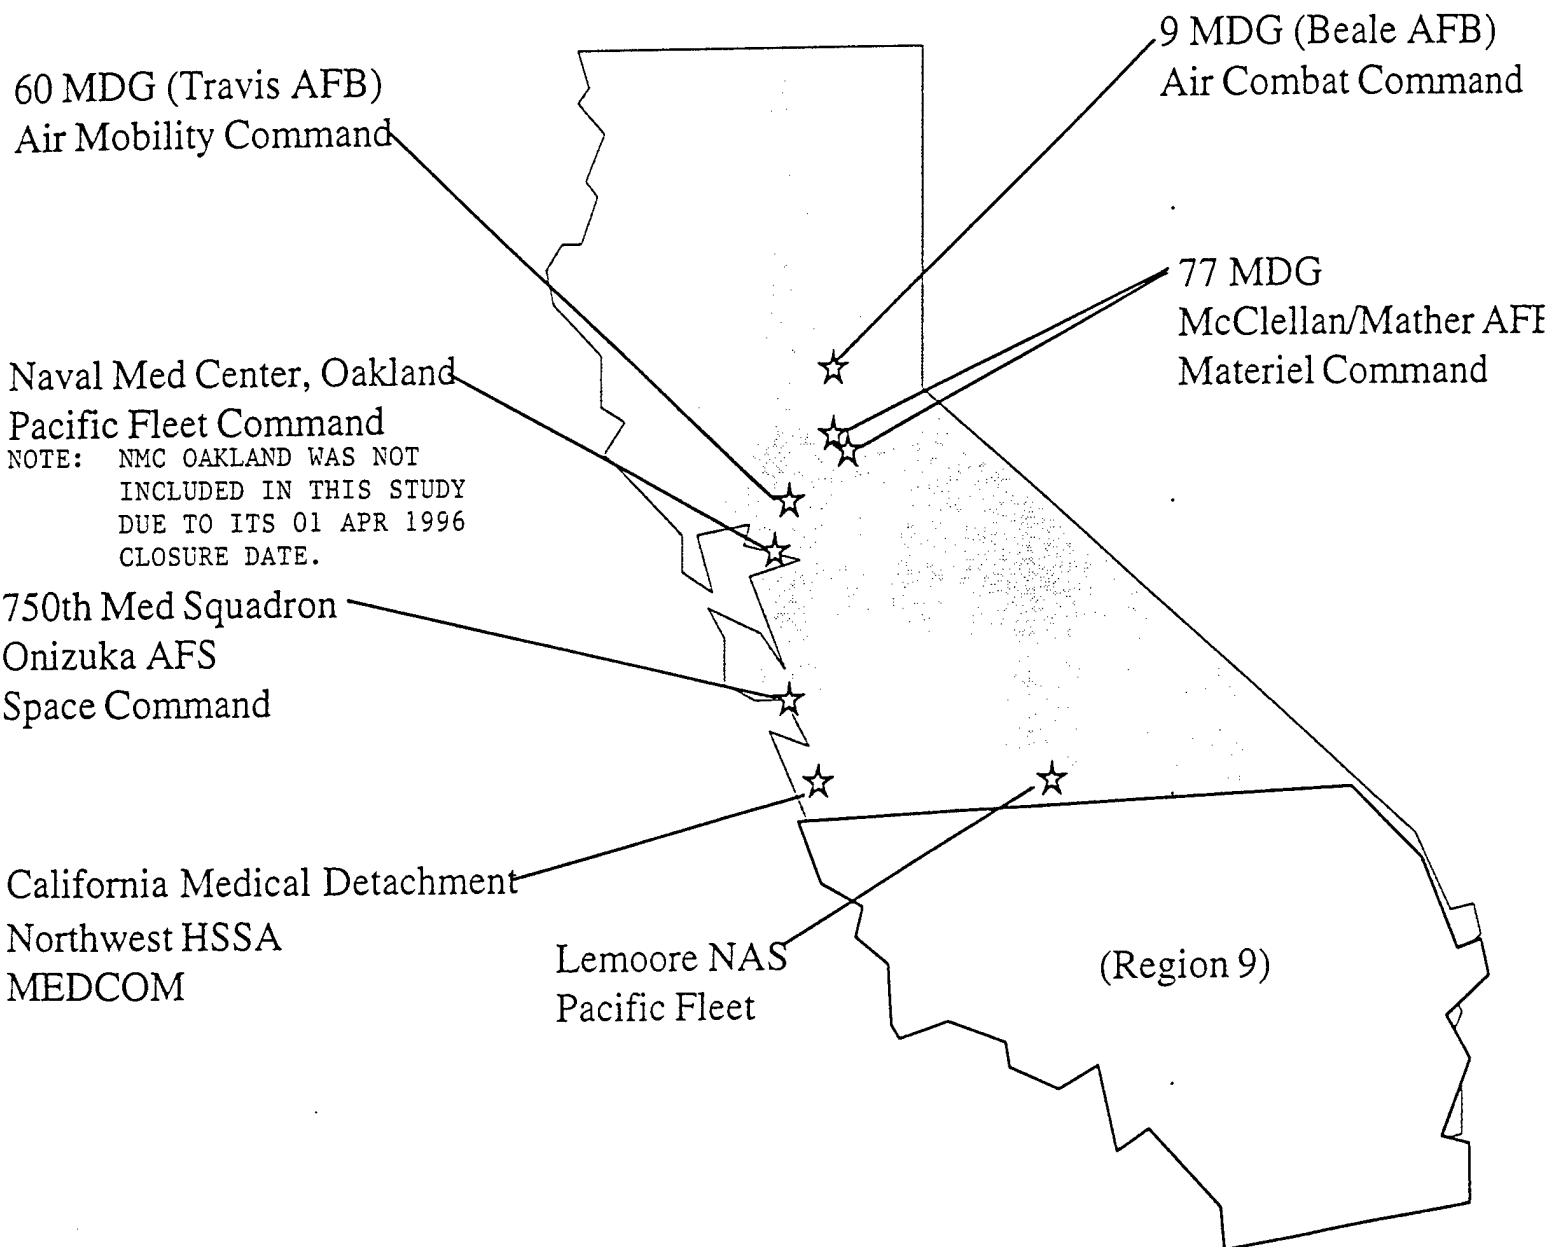 60 MDG (Travis AFB)
Air Mobility Command
9 MDG (Beale AFB)
Air Combat Command
77 MDG
McClellan/Mather AFB
Materiel Command
Naval Med Center, Oakland
Pacific Fleet Command
NOTE: NMC OAKLAND WAS NOT
INCLUDED IN THIS STUDY
DUE TO ITS 01 APR 1996
CLOSURE DATE.
750th Med Squadron
Onizuka AFS
Space Command
California Medical Detachment
Northwest HSSA
MEDCOM
Lemoore NAS
Pacific Fleet
(Region 9)